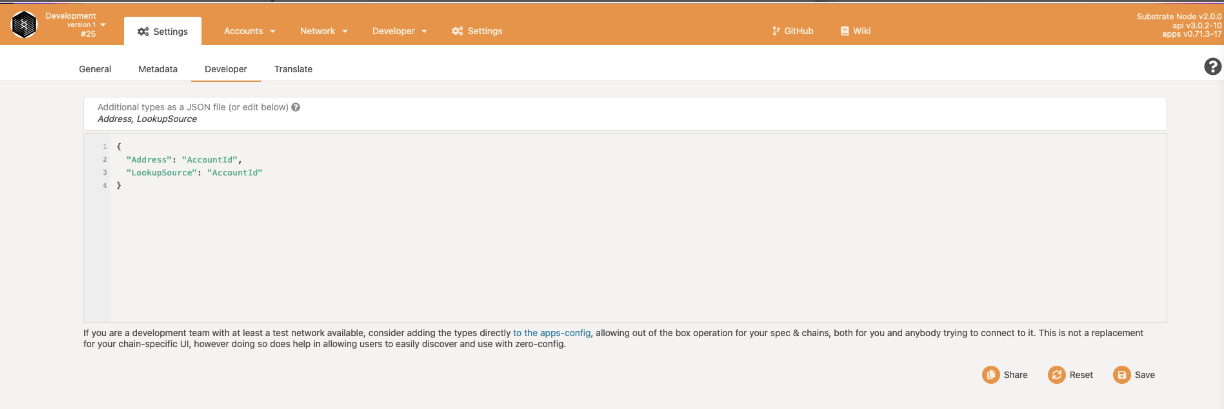 Development
version 1
#25
Settings
Accounts
Network
Developer
Settings
GitHub
Wiki
Substrate Node v2.0.0
api v3.0.2-10
apps v0.71.3-17
General
Metadata
Developer
Translate
?
Additional types as a JSON file (or edit below) ?
Address, LookupSource
1 {
2 "Address": "AccountId",
3 "LookupSource": "AccountId"
4 }
If you are a development team with at least a test network available, consider adding the types directly to the apps-config, allowing out of the box operation for your spec & chains, both for you and anybody trying to connect to it. This is not a replacement
for your chain-specific UI, however doing so does help in allowing users to easily discover and use with zero-config.
Share
Reset
Save